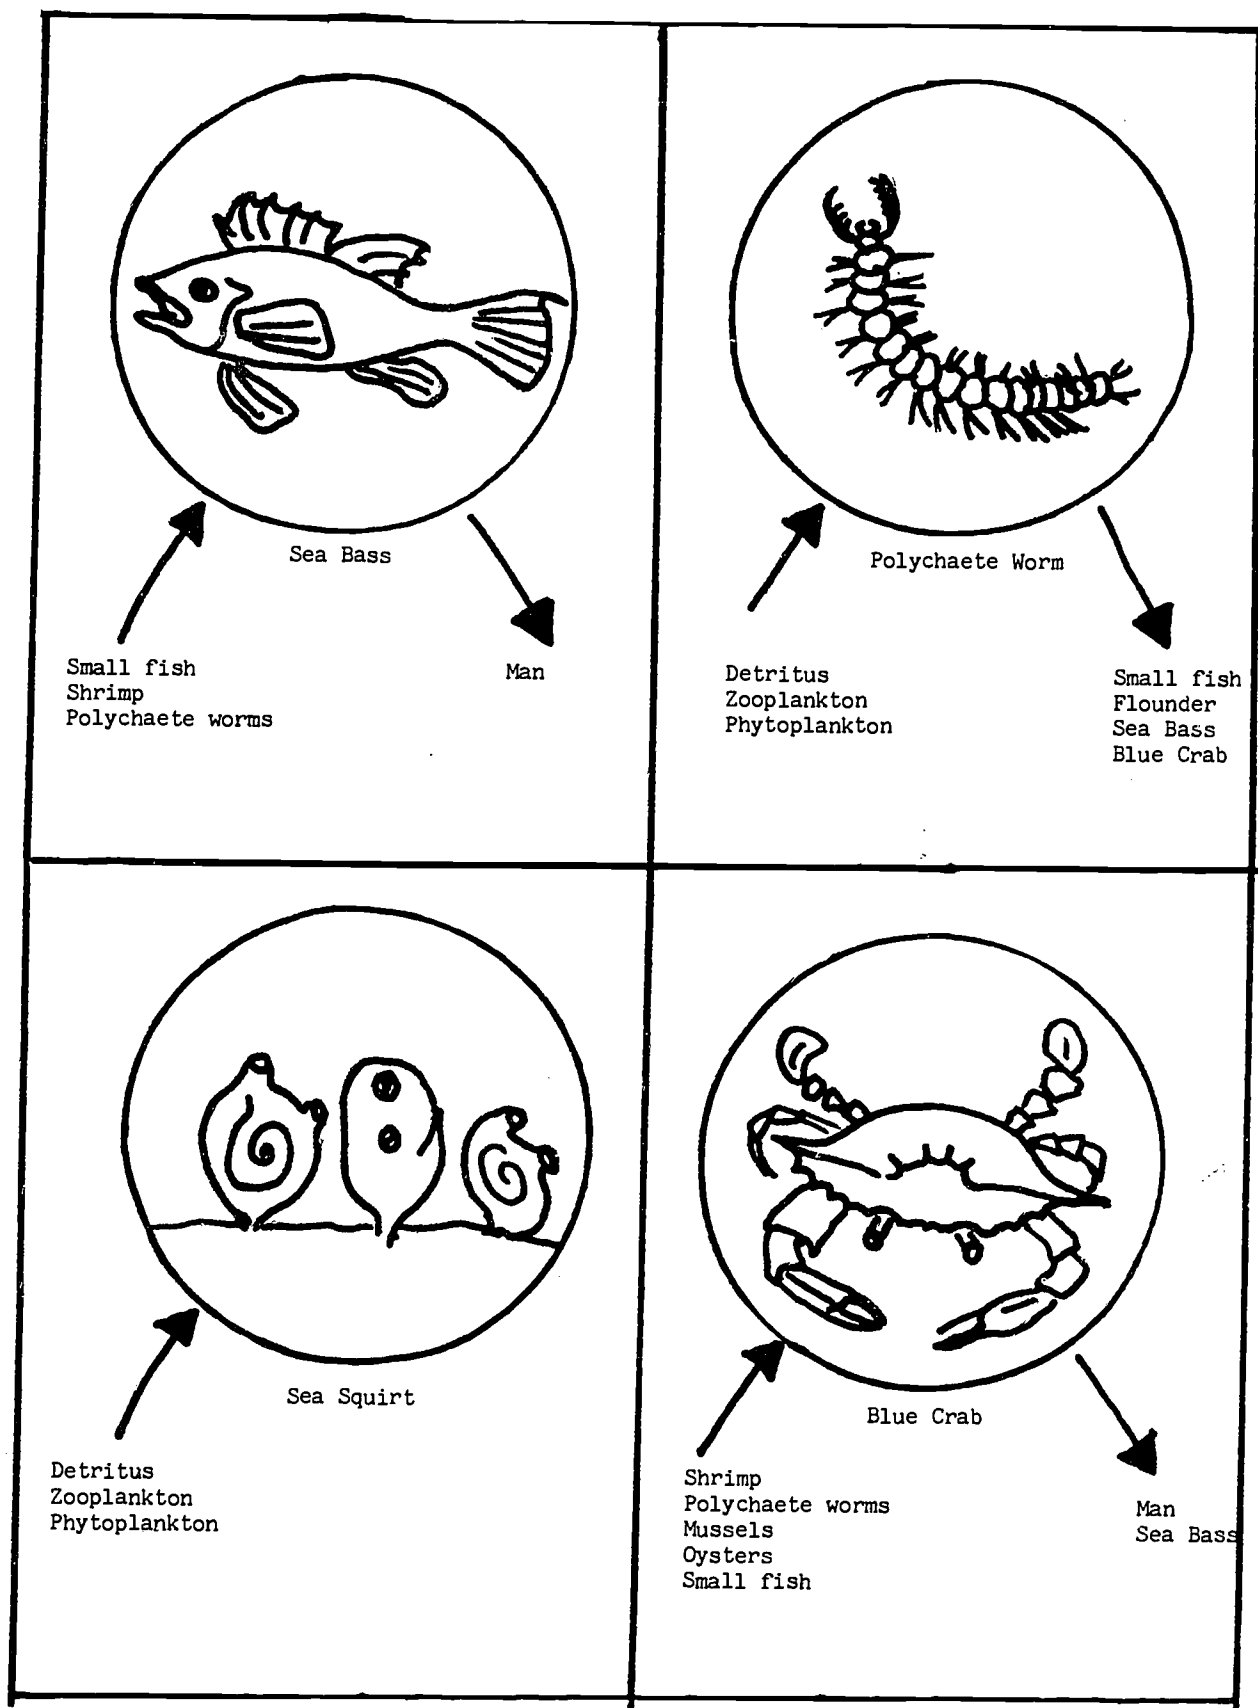 Sea Bass
Small fish
Shrimp
Polychaete worms
Man
Polychaete Worm
Detritus
Zooplankton
Phytoplankton
Small fish
Flounder
Sea Bass
Blue Crab
Sea Squirt
Detritus
Zooplankton
Phytoplankton
Blue Crab
Shrimp
Polychaete worms
Mussels
Oysters
Small fish
Man
Sea Bass